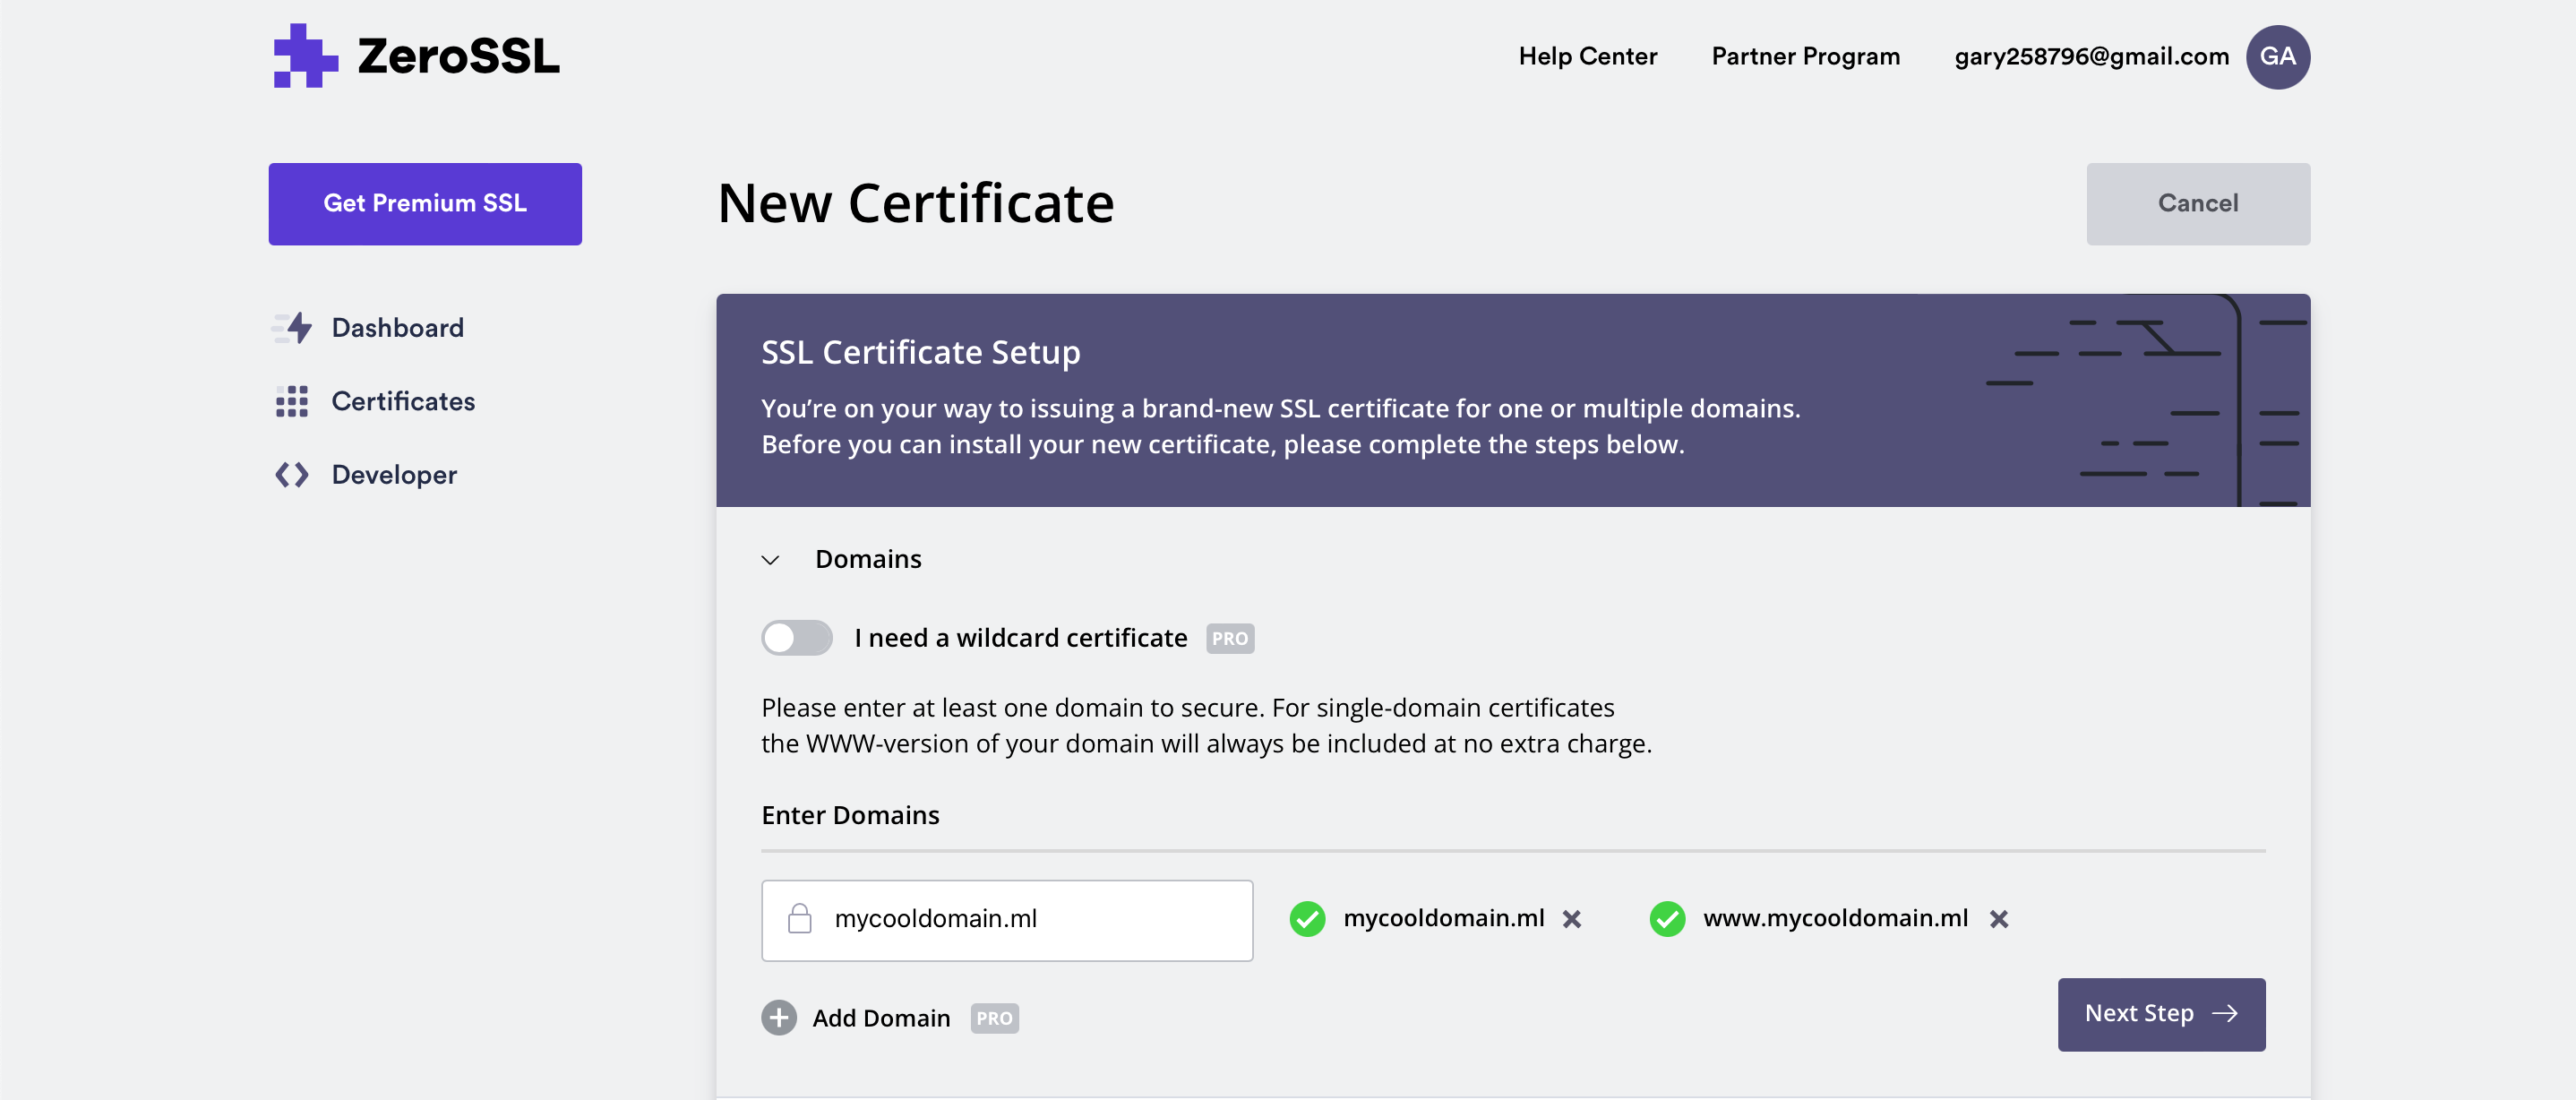 ZeroSSL
Help Center
Partner Program
gary258796@gmail.com
GA
Get Premium SSL
New Certificate
Cancel
Dashboard
Certificates
Developer
SSL Certificate Setup
You’re on your way to issuing a brand-new SSL certificate for one or multiple domains.
Before you can install your new certificate, please complete the steps below.
Domains
I need a wildcard certificate PRO
Please enter at least one domain to secure. For single-domain certificates
the WWW-version of your domain will always be included at no extra charge.
Enter Domains
mycooldomain.ml
mycooldomain.ml
www.mycooldomain.ml
Add Domain PRO
Next Step